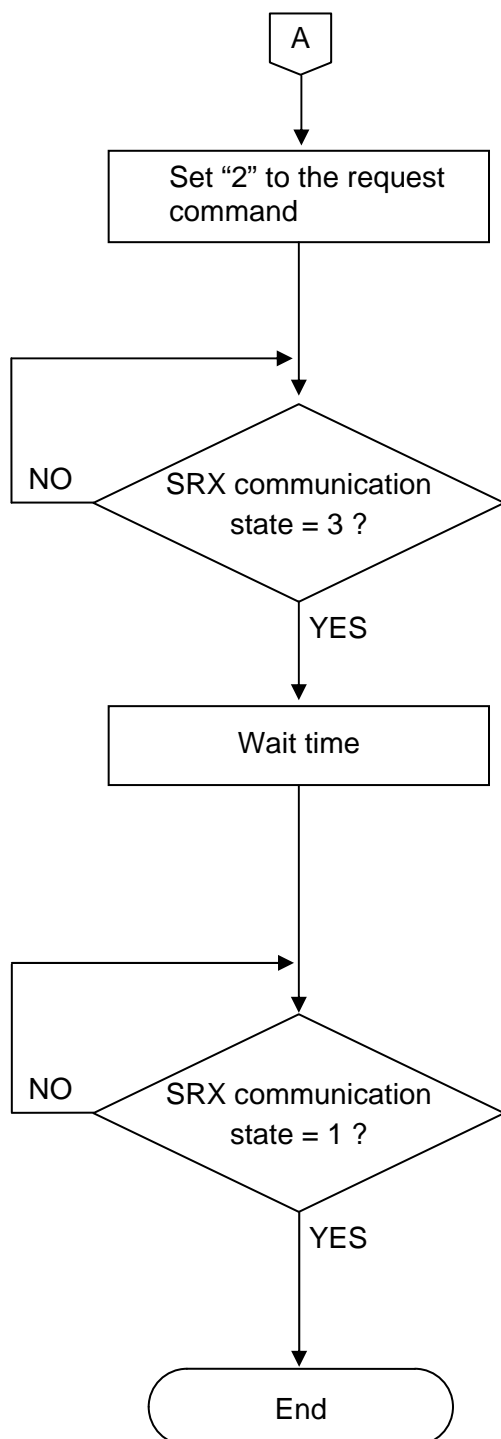 A
Set “2” to the request
command
NO
SRX communication
state = 3 ?
YES
Wait time
NO
SRX communication
state = 1 ?
YES
End